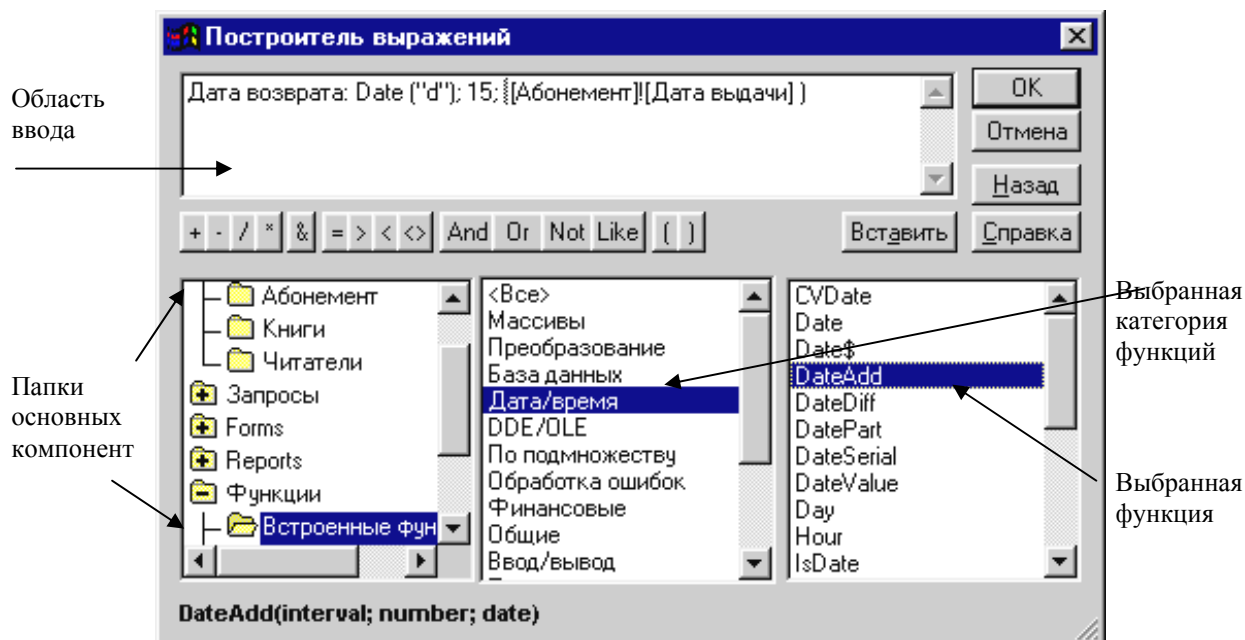 Построитель выражений
Область
ввода
Дата возврата: Date ("d"); 15; [Абонемент]![Дата выдачи] )
OK
Отмена
Назад
+ - / * & = > < <> And Or Not Like ( )
Вставить
Справка
Папки
основных
компонент
Абонемент
Книги
Читатели
Запросы
Forms
Reports
Функции
Встроенные фун
<Все>
Массивы
Преобразование
База данных
Дата/время
DDE/OLE
По подмножеству
Обработка ошибок
Финансовые
Общие
Ввод/вывод
CVDate
Date
Date$
DateAdd
DateDiff
DatePart
DateSerial
DateValue
Day
Hour
IsDate
Выбранная
категория
функций
Выбранная
функция
DateAdd(interval; number; date)